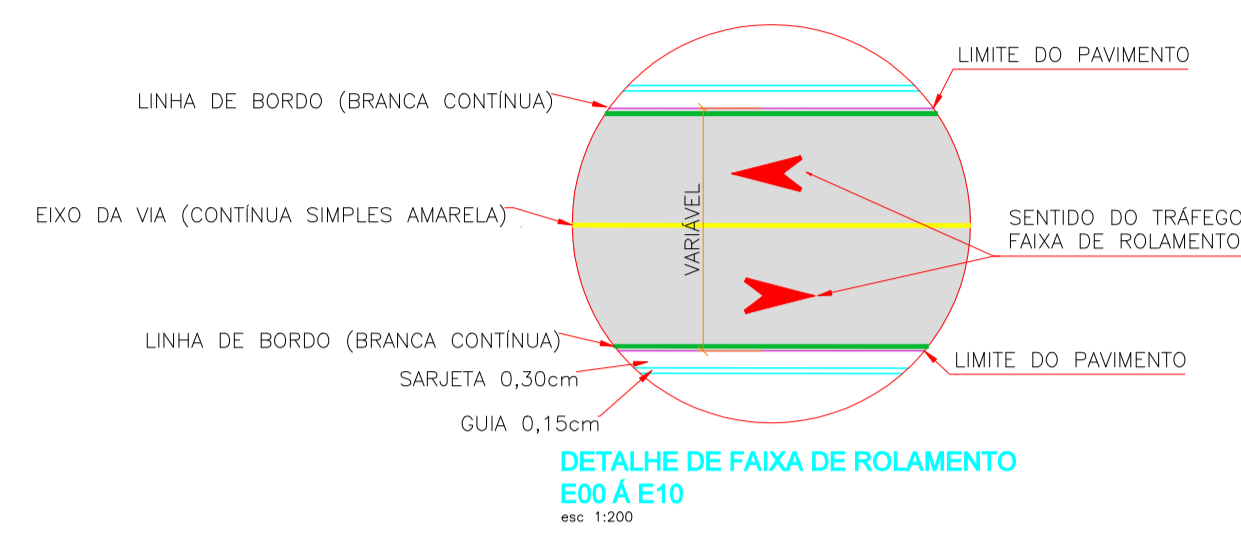 LIMITE DO PAVIMENTO
LINHA DE BORDO (BRANCA CONTÍNUA)
EIXO DA VIA (CONTÍNUA SIMPLES AMARELA)
VARIÁVEL
SENTIDO DO TRÁFEGO
FAIXA DE ROLAMENTO
LINHA DE BORDO (BRANCA CONTÍNUA)
LIMITE DO PAVIMENTO
SARJETA 0,30cm
GUIA 0,15cm
DETALHE DE FAIXA DE ROLAMENTO
E00 Á E10
esc 1:200